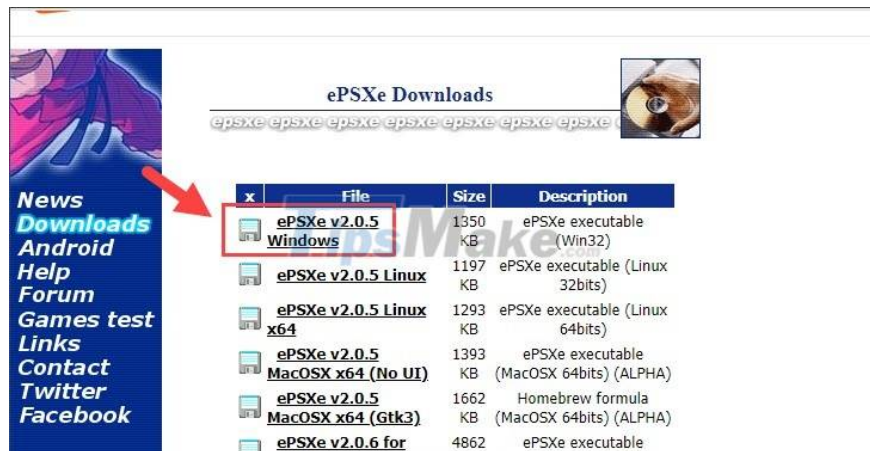 ePSXe Downloads
epsxe epsxe epsxe epsxe epsxe epsxe epsxe
News
Downloads
Android
Help
Forum
Games test
Links
Contact
Twitter
Facebook
x File Size Description
ePSXe v2.0.5 Windows 1350 KB ePSXe executable (Win32)
ePSXe v2.0.5 Linux 1197 KB ePSXe executable (Linux 32bits)
ePSXe v2.0.5 Linux x64 1293 KB ePSXe executable (Linux 64bits)
ePSXe v2.0.5 MacOSX x64 (No UI) 1393 KB ePSXe executable (MacOSX 64bits) (ALPHA)
ePSXe v2.0.5 MacOSX x64 (Gtk3) 1662 KB Homebrew formula (MacOSX 64bits) (ALPHA)
ePSXe v2.0.6 for 4862 ePSXe executable
TipsMake.com